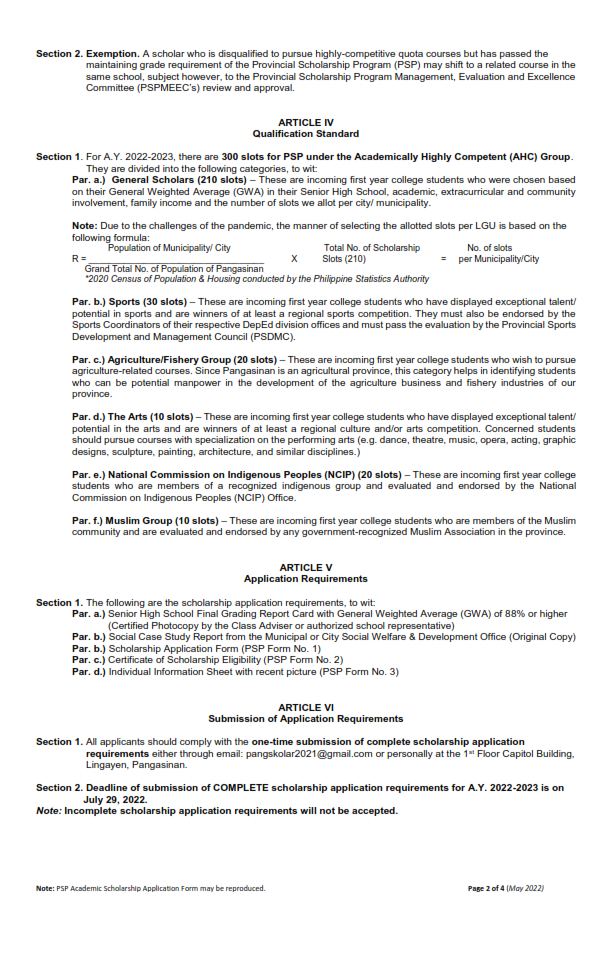 Section 2. Exemption. A scholar who is disqualified to pursue highly-competitive quota courses but has passed the
maintaining grade requirement of the Provincial Scholarship Program (PSP) may shift to a related course in the
same school, subject however, to the Provincial Scholarship Program Management, Evaluation and Excellence
Committee (PSPMEEC's) review and approval.
ARTICLE IV
Qualification Standard
Section 1. For A.Y. 2022-2023, there are 300 slots for PSP under the Academically Highly Competent (AHC) Group.
They are divided into the following categories, to wit:
Par. a.) General Scholars (210 slots) – These are incoming first year college students who were chosen based
on their General Weighted Average (GWA) in their Senior High School, academic, extracurricular and community
involvement, family income and the number of slots we allot per city/ municipality.
Note: Due to the challenges of the pandemic, the manner of selecting the allotted slots per LGU is based on the
following formula:
Population of Municipality/ City Total No. of Scholarship No. of slots
R = ______________________________ X Slots (210) = per Municipality/City
Grand Total No. of Population of Pangasinan
*2020 Census of Population & Housing conducted by the Philippine Statistics Authority
Par. b.) Sports (30 slots) – These are incoming first year college students who have displayed exceptional talent/
potential in sports and are winners of at least a regional sports competition. They must also be endorsed by the
Sports Coordinators of their respective DepEd division offices and must pass the evaluation by the Provincial Sports
Development and Management Council (PSDMC).
Par. c.) Agriculture/Fishery Group (20 slots) – These are incoming first year college students who wish to pursue
agriculture-related courses. Since Pangasinan is an agricultural province, this category helps in identifying students
who can be potential manpower in the development of the agriculture business and fishery industries of our
province.
Par. d.) The Arts (10 slots) – These are incoming first year college students who have displayed exceptional talent/
potential in the arts and are winners of at least a regional culture and/or arts competition. Concerned students
should pursue courses with specialization on the performing arts (e.g. dance, theatre, music, opera, acting, graphic
designs, sculpture, painting, architecture, and similar disciplines.)
Par. e.) National Commission on Indigenous Peoples (NCIP) (20 slots) – These are incoming first year college
students who are members of a recognized indigenous group and evaluated and endorsed by the National
Commission on Indigenous Peoples (NCIP) Office.
Par. f.) Muslim Group (10 slots) – These are incoming first year college students who are members of the Muslim
community and are evaluated and endorsed by any government-recognized Muslim Association in the province.
ARTICLE V
Application Requirements
Section 1. The following are the scholarship application requirements, to wit:
Par. a.) Senior High School Final Grading Report Card with General Weighted Average (GWA) of 88% or higher
(Certified Photocopy by the Class Adviser or authorized school representative)
Par. b.) Social Case Study Report from the Municipal or City Social Welfare & Development Office (Original Copy)
Par. b.) Scholarship Application Form (PSP Form No. 1)
Par. c.) Certificate of Scholarship Eligibility (PSP Form No. 2)
Par. d.) Individual Information Sheet with recent picture (PSP Form No. 3)
ARTICLE VI
Submission of Application Requirements
Section 1. All applicants should comply with the one-time submission of complete scholarship application
requirements either through email: pangskolar2021@gmail.com or personally at the 1st Floor Capitol Building,
Lingayen, Pangasinan.
Section 2. Deadline of submission of COMPLETE scholarship application requirements for A.Y. 2022-2023 is on
July 29, 2022.
Note: Incomplete scholarship application requirements will not be accepted.
Note: PSP Academic Scholarship Application Form may be reproduced. Page 2 of 4 (May 2022)